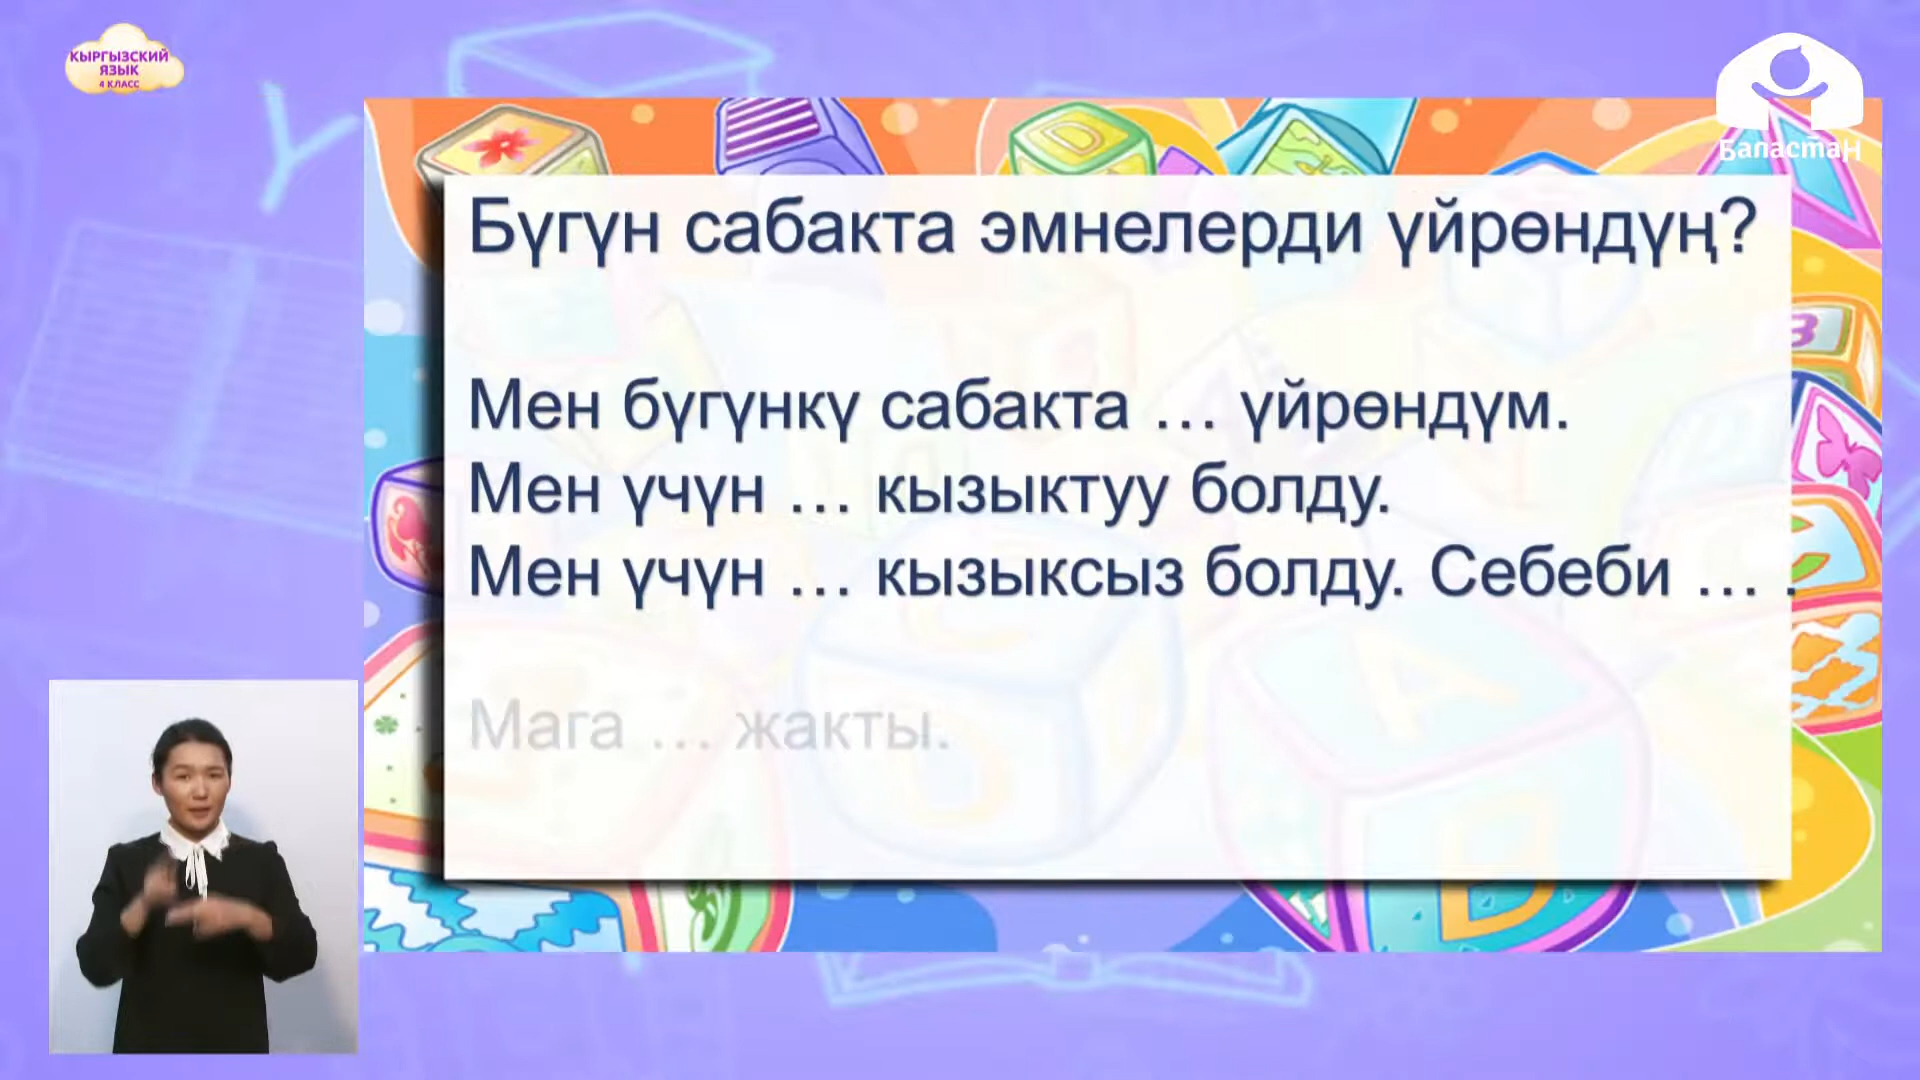 КЫРГЫЗСКИЙ
ЯЗЫК
4 КЛАСС
Баластан
Бүгүн сабакта эмнелерди үйрөндүң?
Мен бүгүнкү сабакта … үйрөндүм.
Мен үчүн … кызыктуу болду.
Мен үчүн … кызыксыз болду. Себеби … .
Мага … жакты.